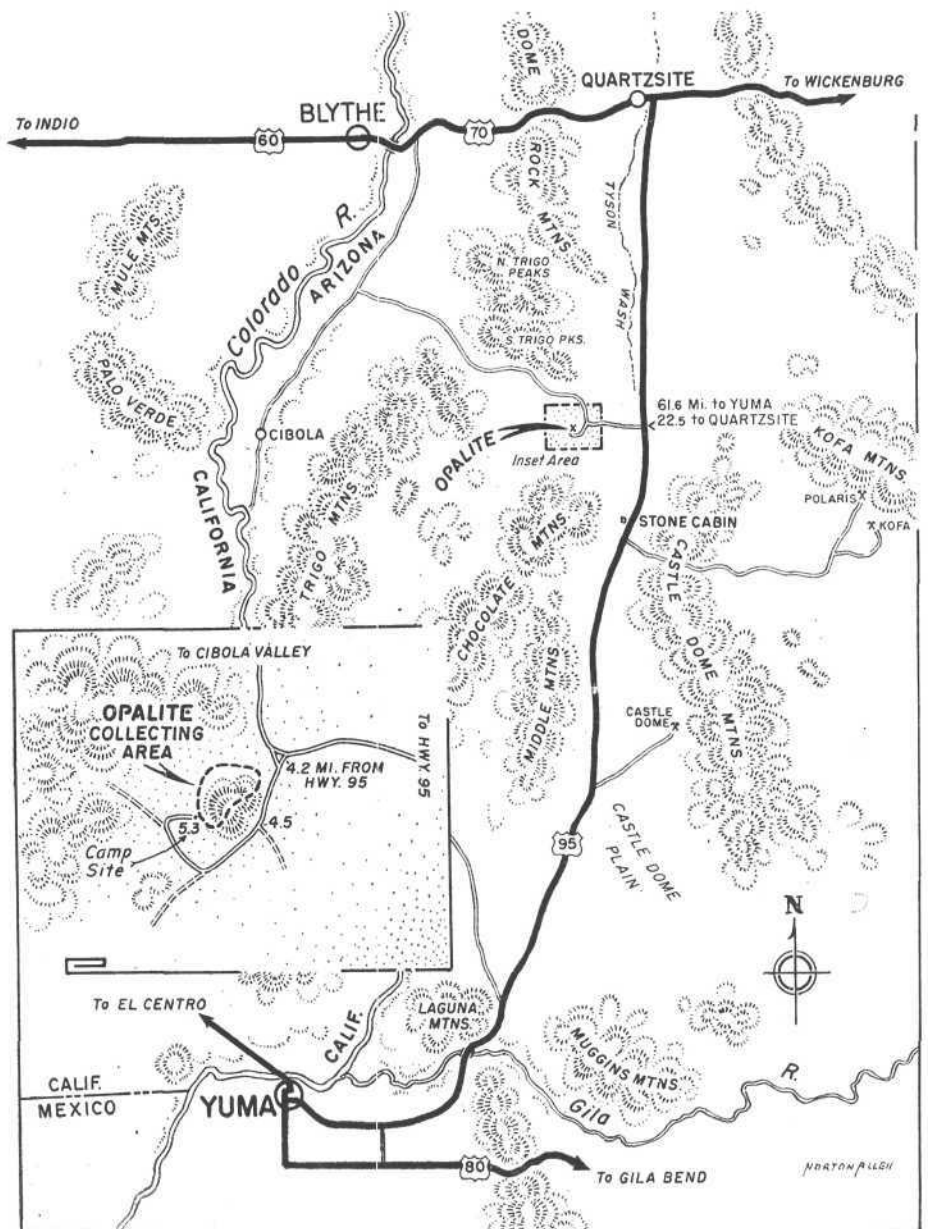 DOME
QUARTZSITE
To WICKENBURG
BLYTHE
To INDIO
60
70
ROCK
MTNS
TYSON
WASH
MULE MTS.
Colorado R.
ARIZONA
N. TRIGO
PEAKS
S. TRIGO PKS.
PALO VERDE
61.6 Mi. to YUMA
22.5 to QUARTZSITE
CIBOLA
OPALITE
x
Inset Area
KOFA MTNS.
POLARIS
KOFA
CALIFORNIA
TRIGO MTNS
STONE CABIN
CHOCOLATE MTNS
CASTLE DOME MTNS
MIDDLE MTNS
CASTLE
DOME
To CIBOLA VALLEY
OPALITE
COLLECTING
AREA
To HWY. 95
4.2 MI. FROM
HWY. 95
5.3
4.5
Camp
Site
95
CASTLE DOME
PLAIN
N
To EL CENTRO
CALIF.
LAGUNA
MTNS.
MUGGINS MTNS
Gila R.
CALIF.
MEXICO
YUMA
80
To GILA BEND
NORTON ALLEN